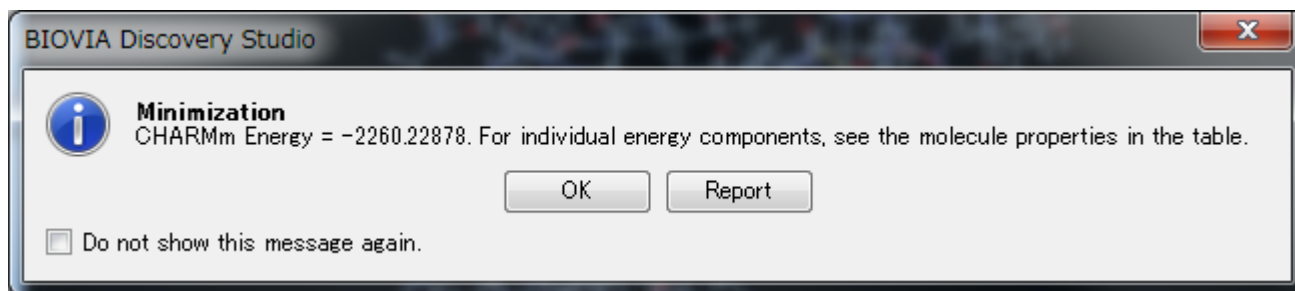 BIOVIA Discovery Studio
Minimization
CHARMm Energy = -2260.22878. For individual energy components, see the molecule properties in the table.
OK Report
Do not show this message again.